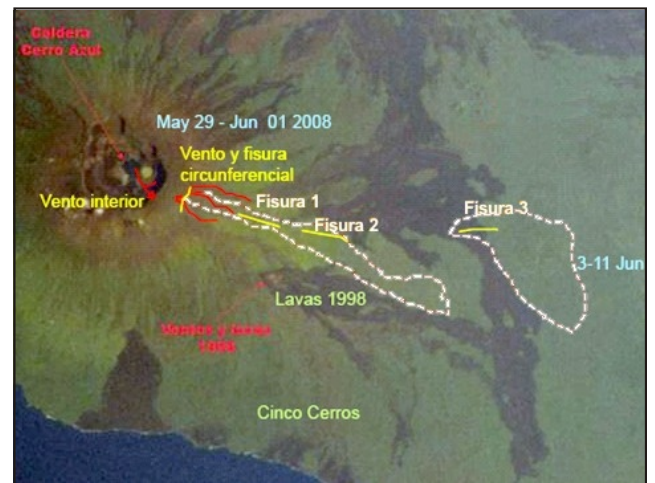 Caldera
Cerro Azul
May 29 - Jun 01 2008
Vento y fisura
circunferencial
Vento interior
Fisura 1
Fisura 2
Fisura 3
3-11 Jun
Lavas 1998
1998
Cinco Cerros